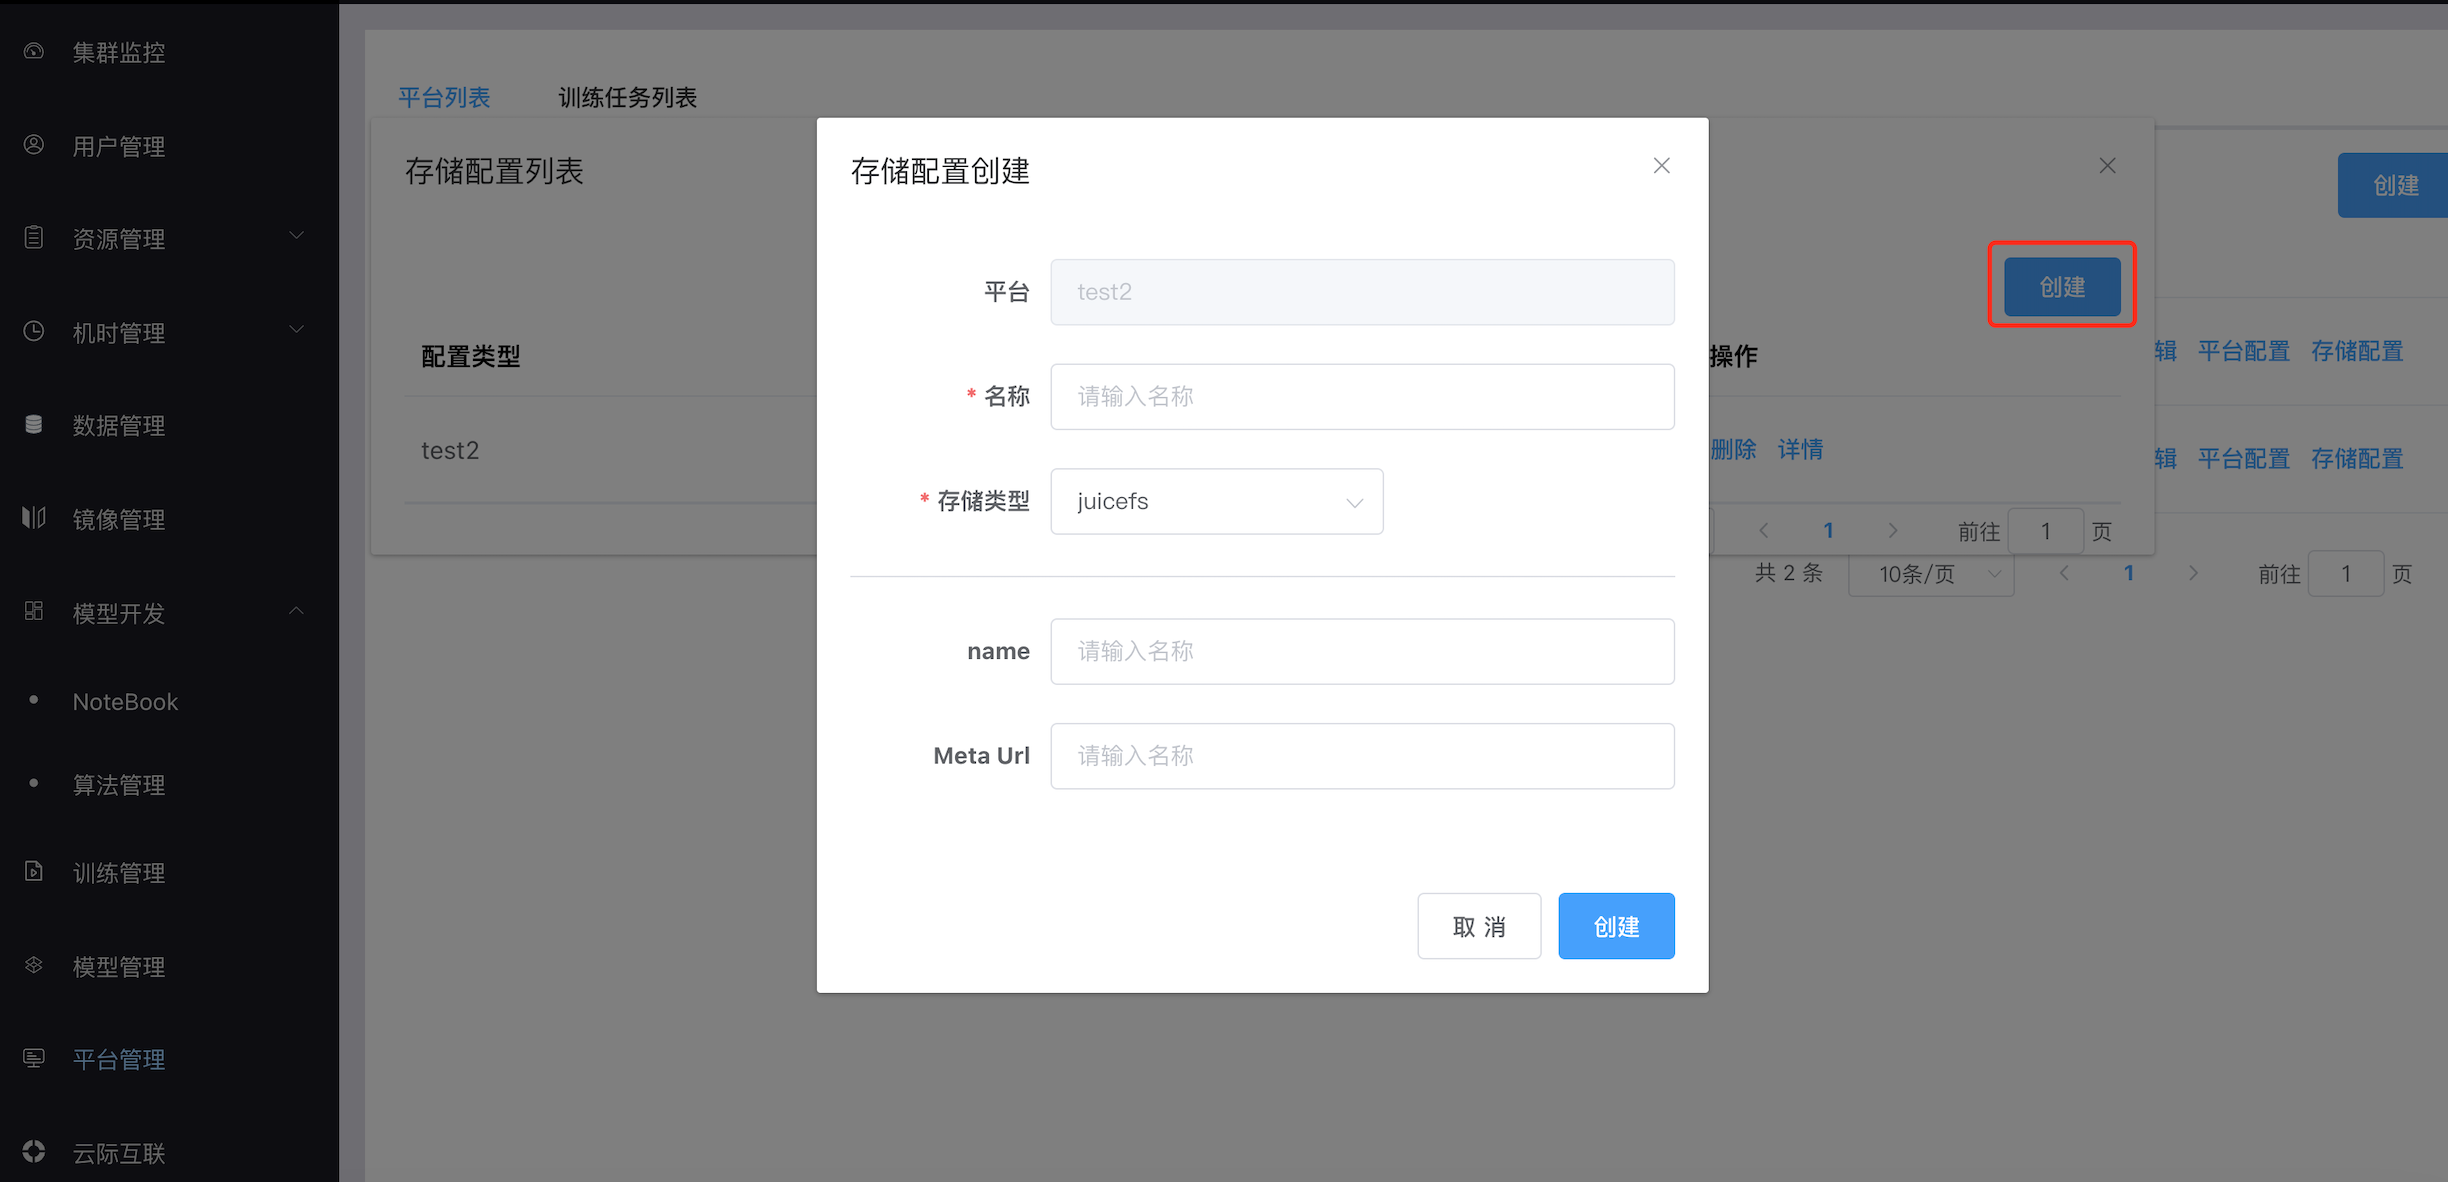 集群监控
用户管理
资源管理
机时管理
数据管理
镜像管理
模型开发
NoteBook
算法管理
训练管理
模型管理
平台管理
云际互联
平台列表 训练任务列表
创建
存储配置列表
创建
配置类型 操作
test2 删除 详情
1 前往 1 页
辑 平台配置 存储配置
辑 平台配置 存储配置
共 2 条 10条/页 1 前往 1 页
存储配置创建
平台 test2
* 名称 请输入名称
* 存储类型 juicefs
name 请输入名称
Meta Url 请输入名称
取 消 创建